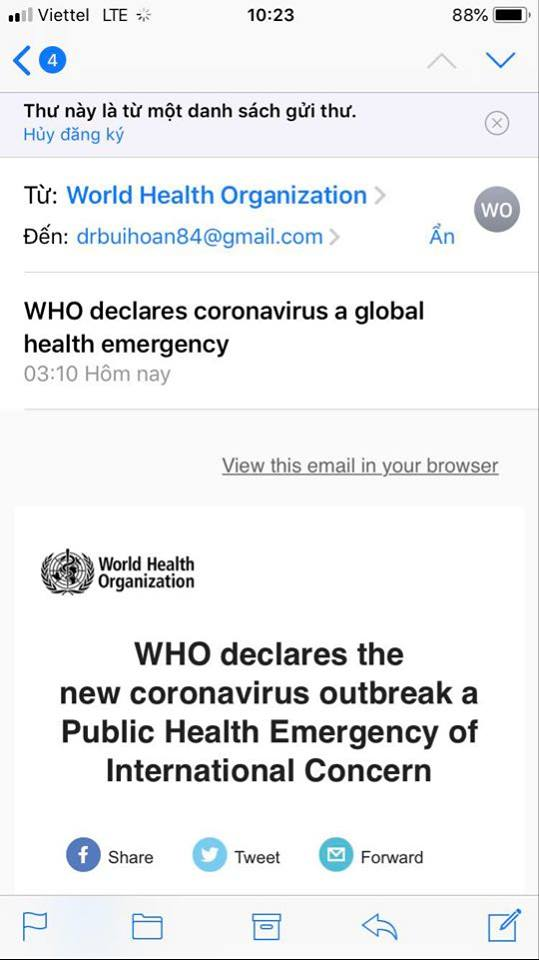 Viettel LTE 10:23 88%
4
Thư này là từ một danh sách gửi thư.
Hủy đăng ký
Từ: World Health Organization
WO
Đến: drbuihoan84@gmail.com Ẩn
WHO declares coronavirus a global
health emergency
03:10 Hôm nay
View this email in your browser
World Health
Organization
WHO declares the
new coronavirus outbreak a
Public Health Emergency of
International Concern
f Share Tweet Forward